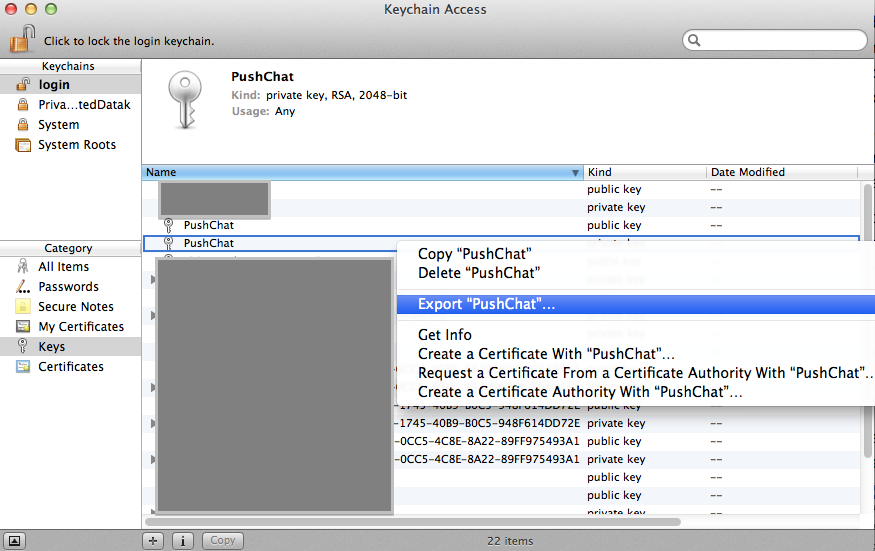 Keychain Access
Click to lock the login keychain.
Keychains
login
Priva...tedDatak
System
System Roots
PushChat
Kind: private key, RSA, 2048-bit
Usage: Any
Name Kind Date Modified
public key --
private key --
PushChat public key --
PushChat
Category
All Items
Passwords
Secure Notes
My Certificates
Keys
Certificates
Copy “PushChat”
Delete “PushChat”
Export “PushChat”...
Get Info
Create a Certificate With “PushChat”...
Request a Certificate From a Certificate Authority With “PushChat”...
Create a Certificate Authority With “PushChat”...
-1745-40B9-B0C5-948F614DD72E public key --
-1745-40B9-B0C5-948F614DD72E private key --
-0CC5-4C8E-8A22-89FF975493A1 public key --
-0CC5-4C8E-8A22-89FF975493A1 private key --
public key --
public key --
private key --
Copy
22 items